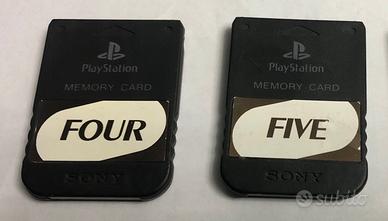 PlayStation
MEMORY CARD
FOUR
SONY
PlayStation
MEMORY CARD
FIVE
SONY
subito